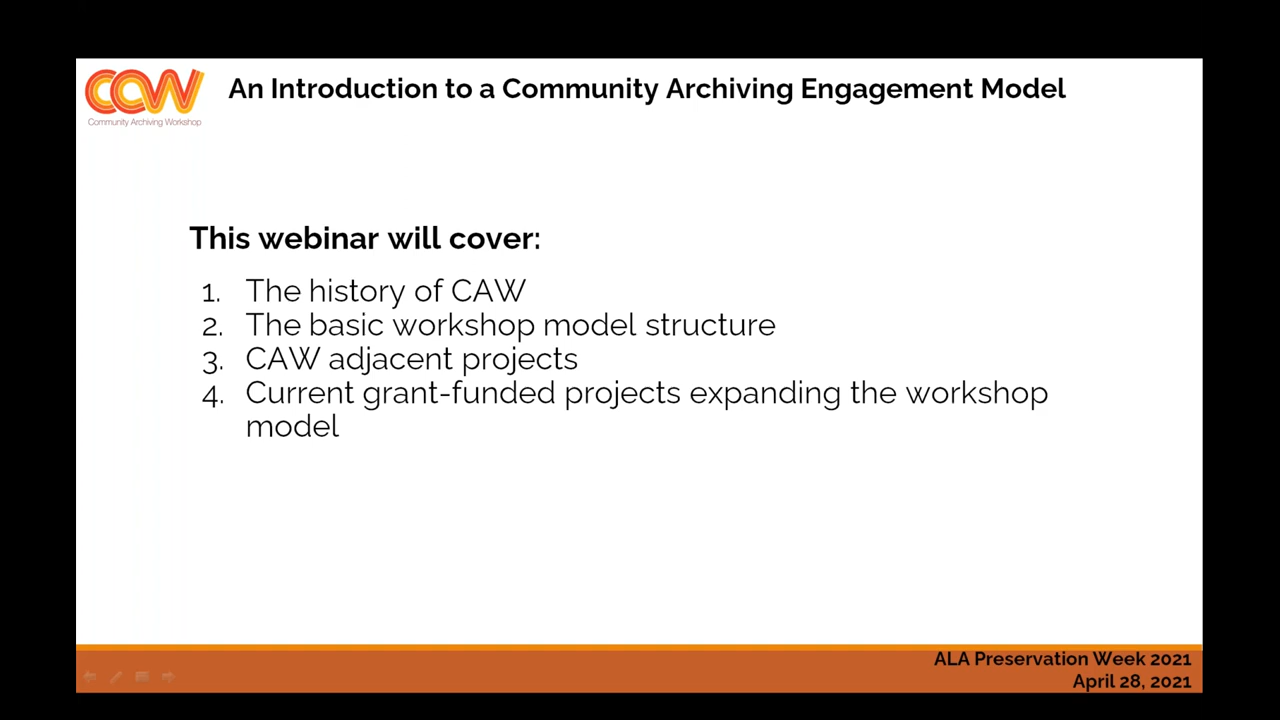 CAW
Community Archiving Workshop
An Introduction to a Community Archiving Engagement Model
This webinar will cover:
1. The history of CAW
2. The basic workshop model structure
3. CAW adjacent projects
4. Current grant-funded projects expanding the workshop
model
ALA Preservation Week 2021
April 28, 2021